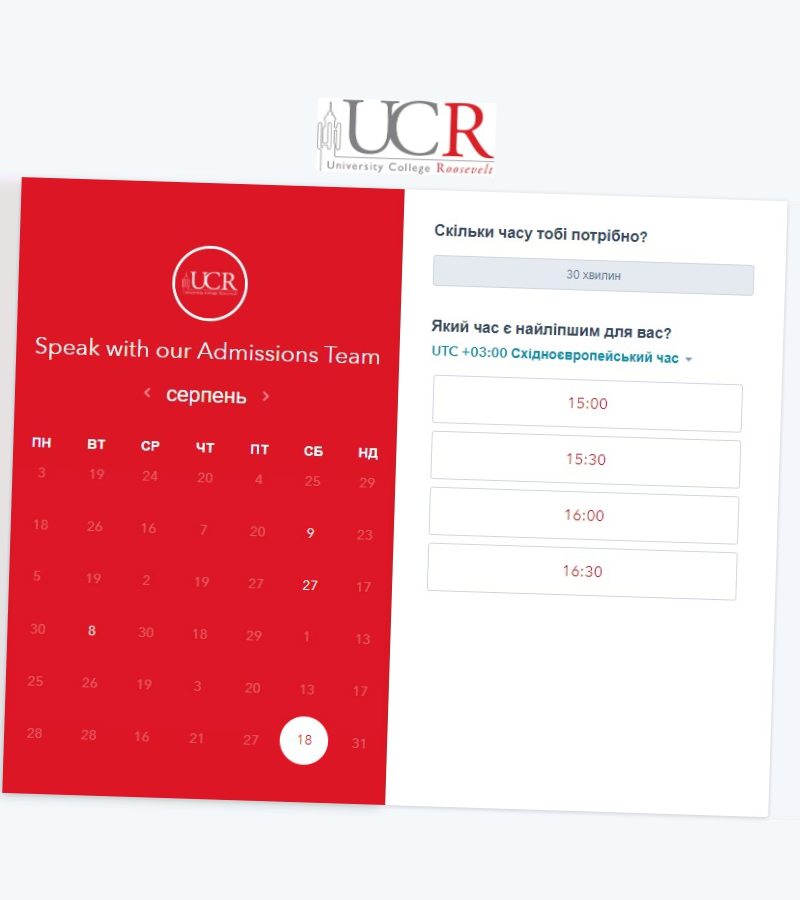 UCR
University College Roosevelt
UCR
Speak with our Admissions Team
серпень
ПН ВТ СР ЧТ ПТ СБ НД
3 19 24 20 4 25 29
18 26 16 7 20 9 23
5 19 2 19 27 27 17
30 8 30 18 29 1 13
25 26 19 3 20 13 17
28 28 16 21 27 18 31
Скільки часу тобі потрібно?
30 хвилин
Який час є найліпшим для вас?
UTC +03:00 Східноєвропейський час
15:00
15:30
16:00
16:30